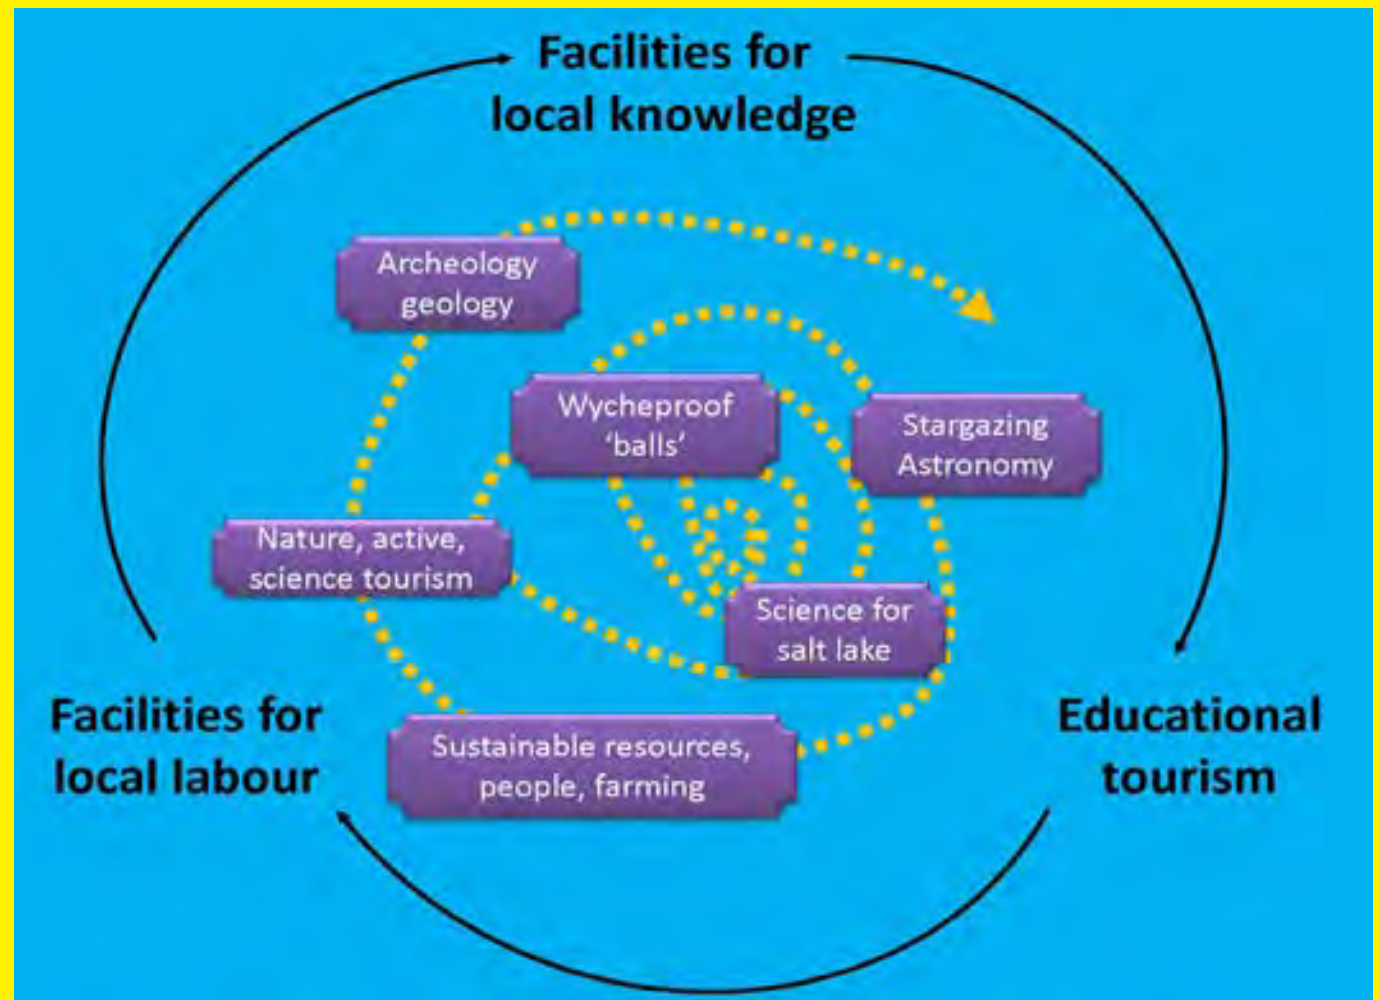 Facilities for
local knowledge
Archeology
geology
Wycheproof
‘balls’
Stargazing
Astronomy
Nature, active,
science tourism
Science for
salt lake
Facilities for
local labour
Sustainable resources,
people, farming
Educational
tourism